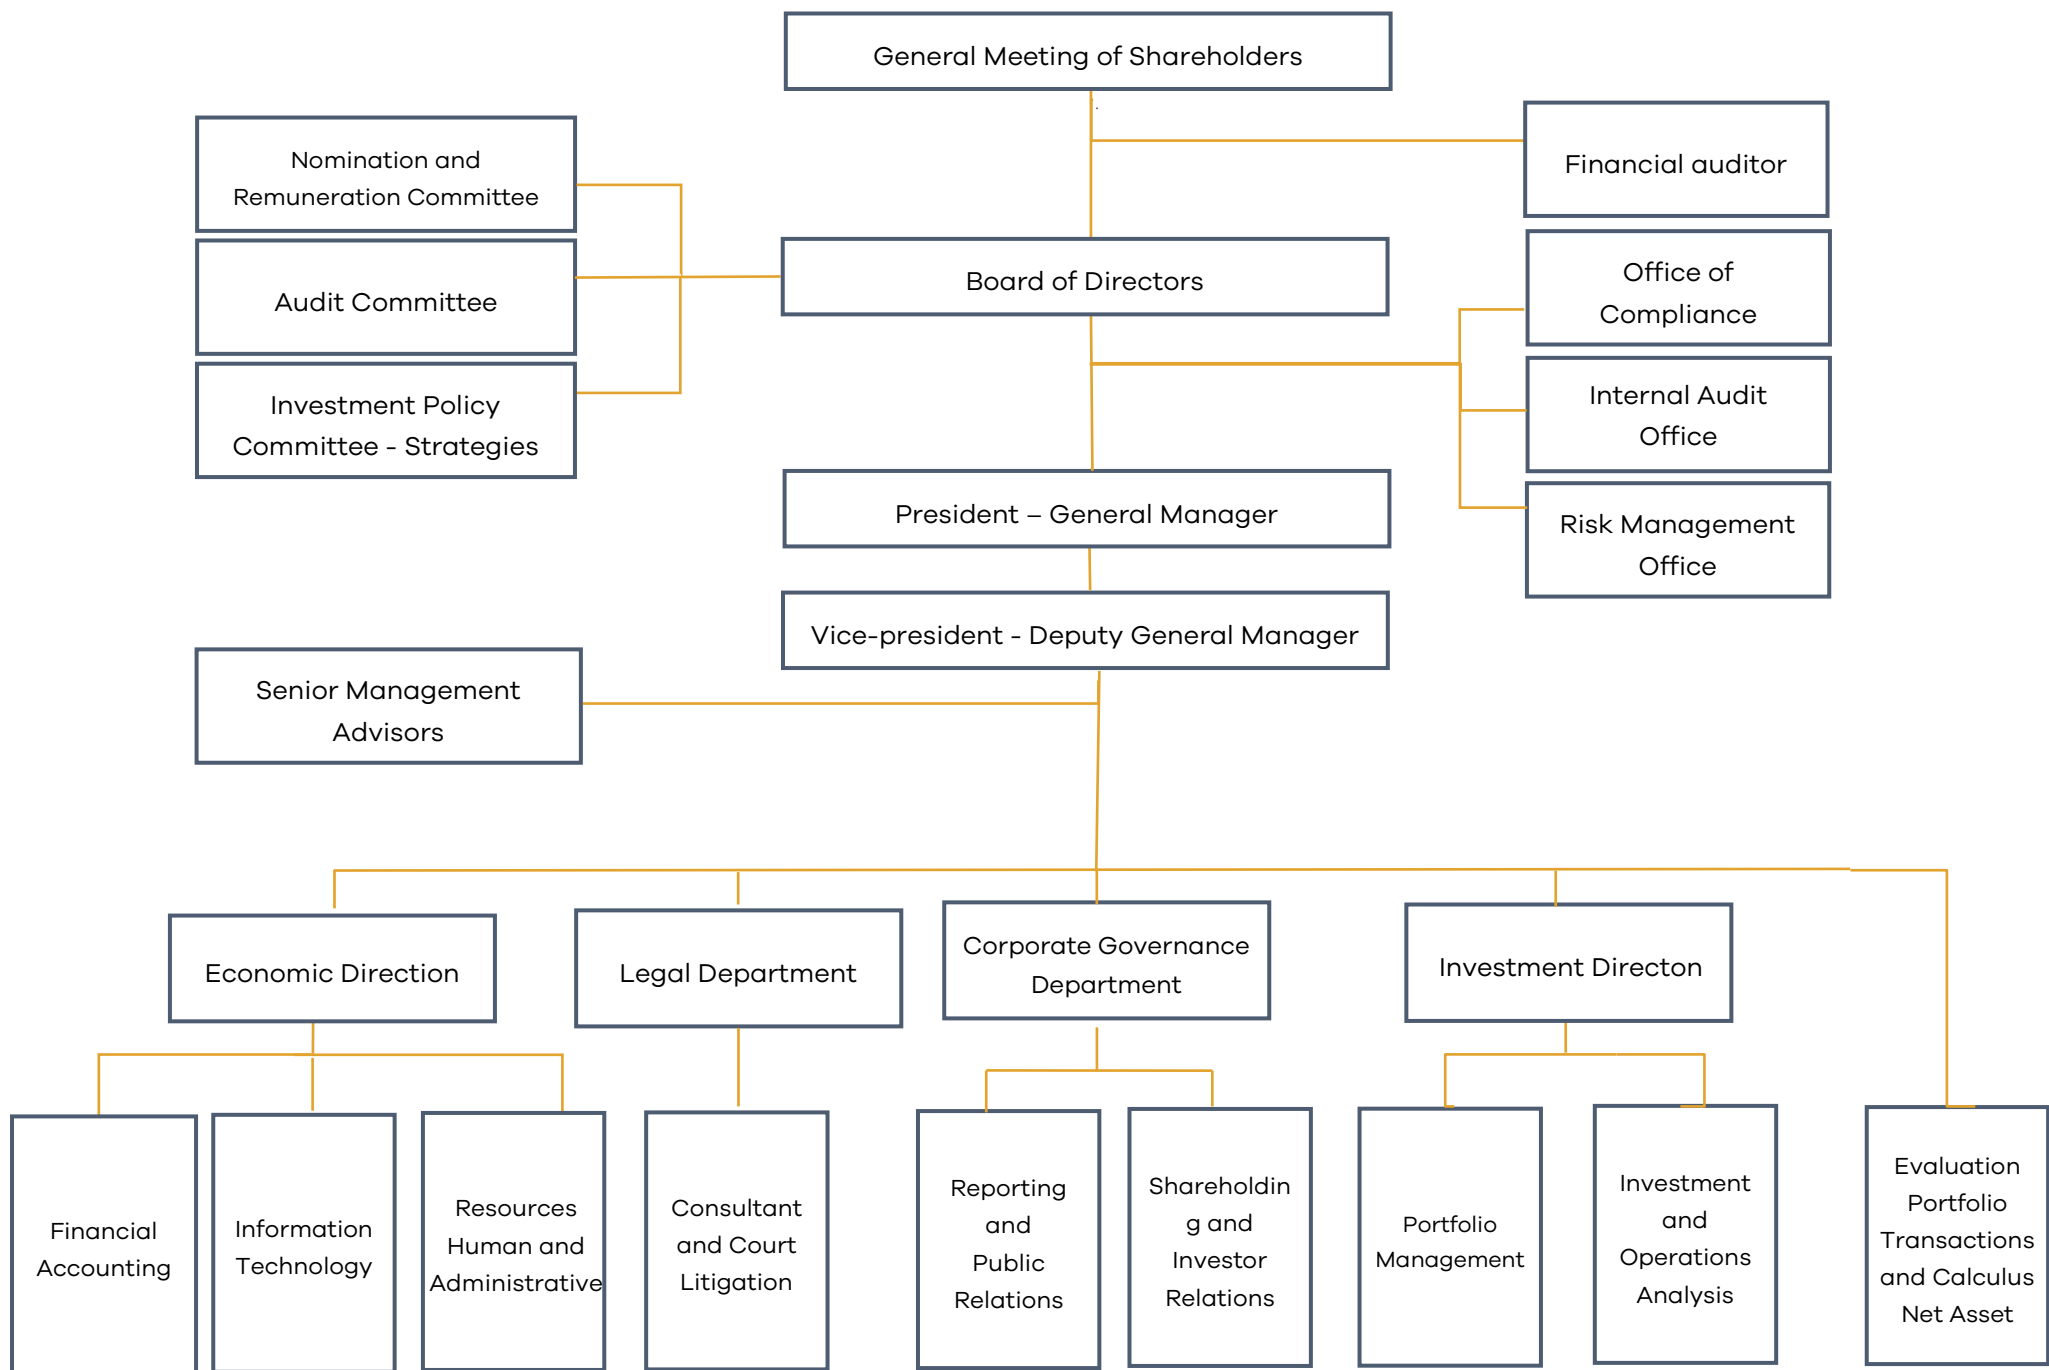 General Meeting of Shareholders
Financial auditor
Nomination and
Remuneration Committee
Audit Committee
Investment Policy
Committee - Strategies
Board of Directors
Office of
Compliance
Internal Audit
Office
Risk Management
Office
President – General Manager
Vice-president - Deputy General Manager
Senior Management
Advisors
Economic Direction
Legal Department
Corporate Governance
Department
Investment Directon
Financial
Accounting
Information
Technology
Resources
Human and
Administrative
Consultant
and Court
Litigation
Reporting
and
Public
Relations
Shareholdin
g and
Investor
Relations
Portfolio
Management
Investment
and
Operations
Analysis
Evaluation
Portfolio
Transactions
and Calculus
Net Asset